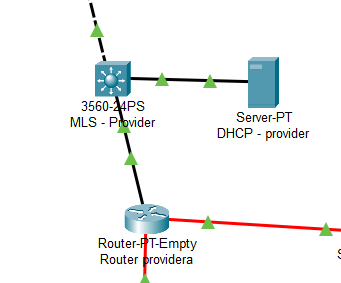 3560-24PS
MLS - Provider
Server-PT
DHCP - provider
Router-PT-Empty
Router providera
S